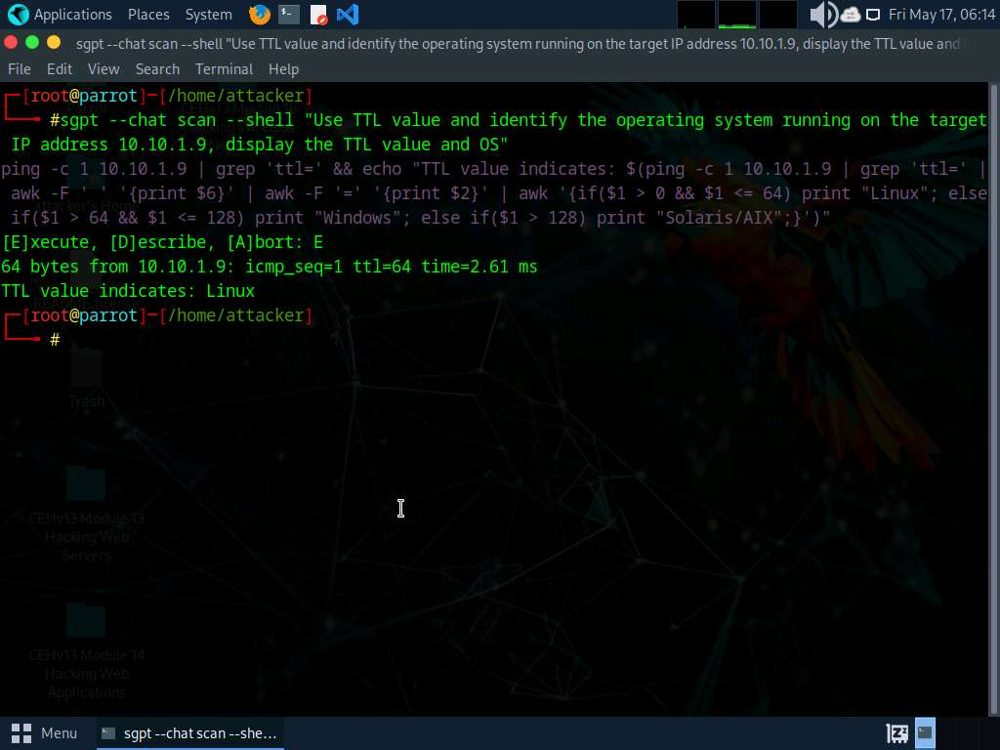 Applications Places System
Fri May 17, 06:14
sgpt --chat scan --shell "Use TTL value and identify the operating system running on the target IP address 10.10.1.9, display the TTL value and
File Edit View Search Terminal Help
┌─[root@parrot]─[/home/attacker]
└──╼ #sgpt --chat scan --shell "Use TTL value and identify the operating system running on the target
IP address 10.10.1.9, display the TTL value and OS"
ping -c 1 10.10.1.9 | grep 'ttl=' && echo "TTL value indicates: $(ping -c 1 10.10.1.9 | grep 'ttl=' |
awk -F ' ' '{print $6}' | awk -F '=' '{print $2}' | awk '{if($1 > 0 && $1 <= 64) print "Linux"; else
if($1 > 64 && $1 <= 128) print "Windows"; else if($1 > 128) print "Solaris/AIX";}')"
[E]xecute, [D]escribe, [A]bort: E
64 bytes from 10.10.1.9: icmp_seq=1 ttl=64 time=2.61 ms
TTL value indicates: Linux
┌─[root@parrot]─[/home/attacker]
└──╼ #
Trash
CEHv13 Module 13
Hacking Web
Servers
CEHv13 Module 14
Hacking Web
Applications
Menu
sgpt --chat scan --she...